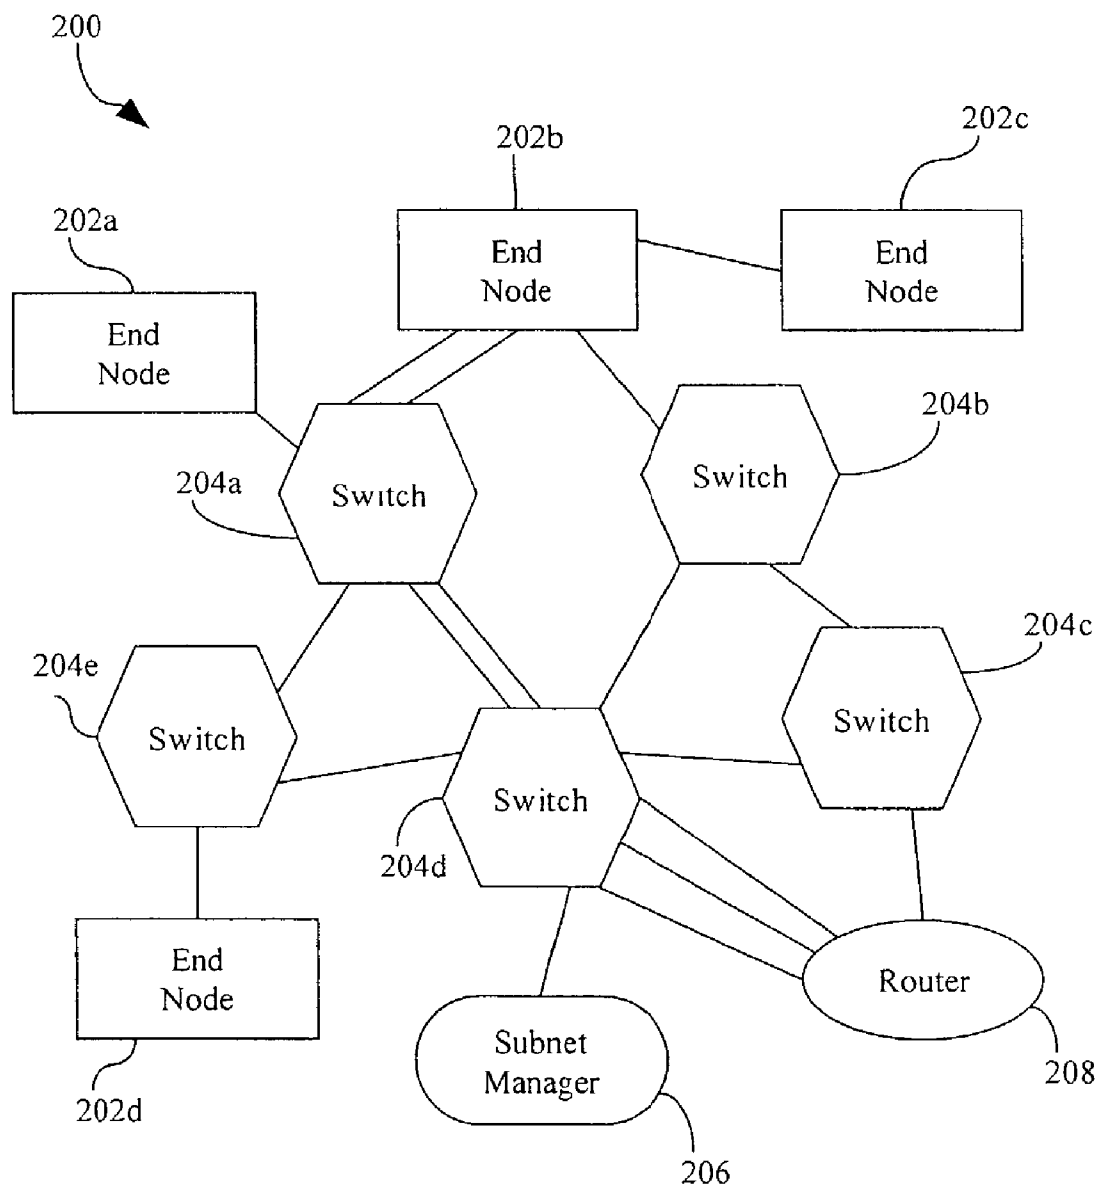 200
202b
202c
202a
End
Node
End
Node
End
Node
204b
204a
Switch
Switch
204c
204e
Switch
Switch
Switch
204d
End
Node
Router
Subnet
Manager
208
202d
206